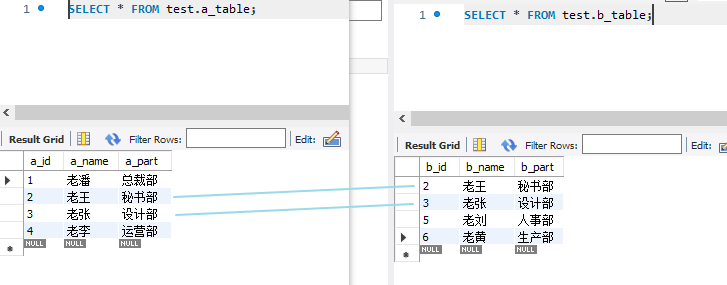 1 SELECT * FROM test.a_table;
Result Grid Filter Rows: Edit:
a_id a_name a_part
1 老潘 总裁部
2 老王 秘书部
3 老张 设计部
4 老李 运营部
NULL NULL NULL
1 SELECT * FROM test.b_table;
Result Grid Filter Rows: Edit:
b_id b_name b_part
2 老王 秘书部
3 老张 设计部
5 老刘 人事部
6 老黄 生产部
NULL NULL NULL